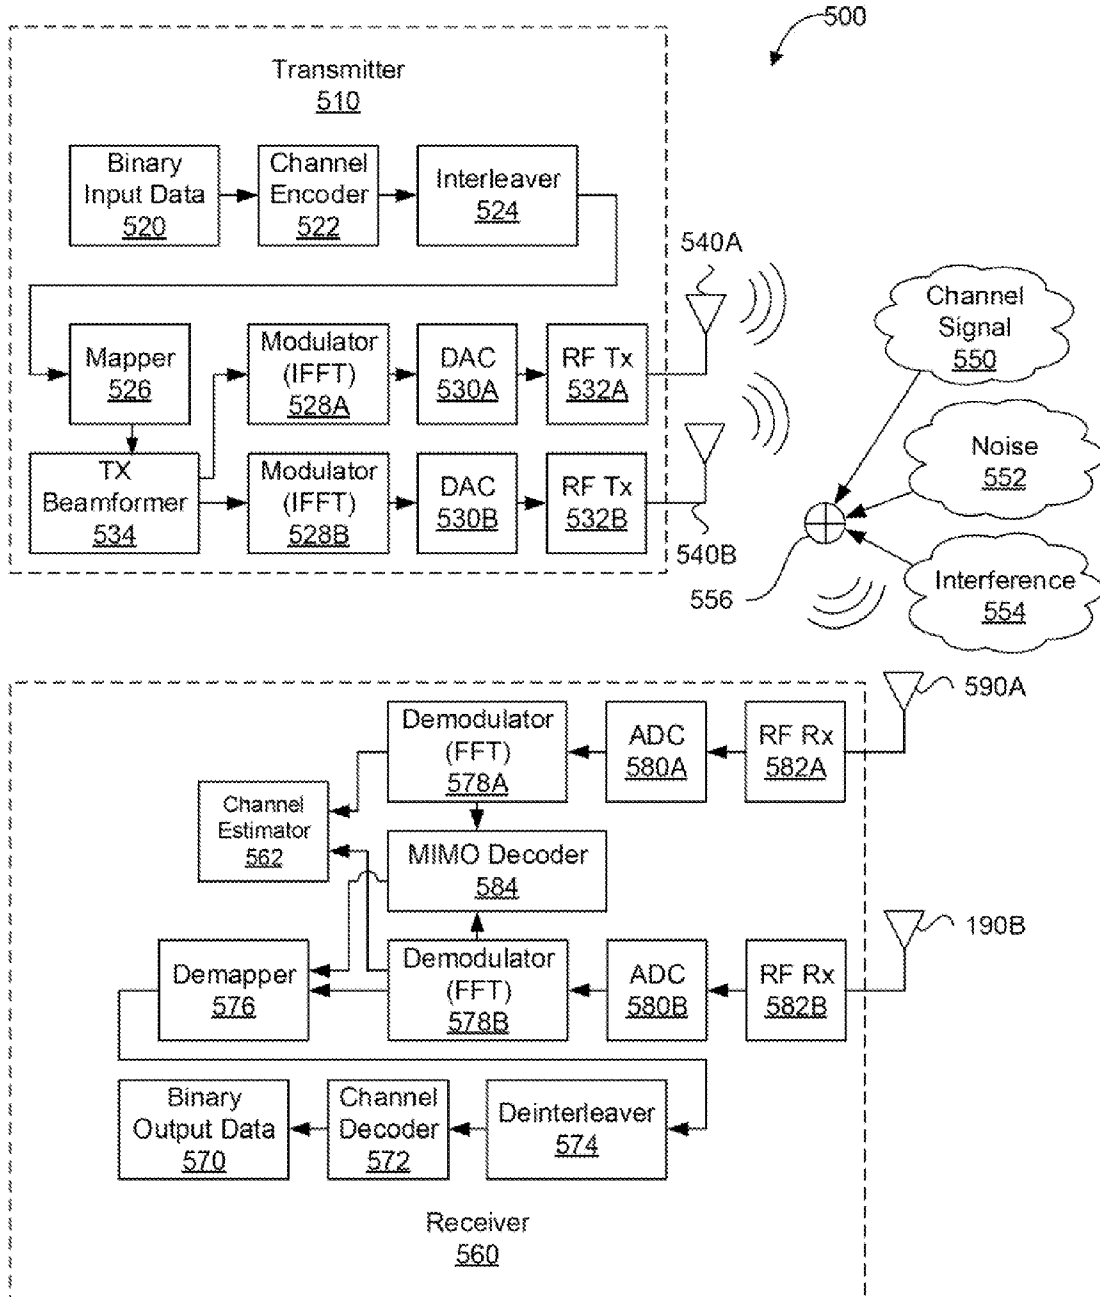 500
Transmitter
510
Binary
Input Data
520
Channel
Encoder
522
Interleaver
524
540A
Channel
Signal
550
Mapper
526
Modulator
(IFFT)
528A
DAC
530A
RF Tx
532A
Noise
552
TX
Beamformer
534
Modulator
(IFFT)
528B
DAC
530B
RF Tx
532B
540B
556
Interference
554
590A
Demodulator
(FFT)
578A
ADC
580A
RF Rx
582A
Channel
Estimator
562
MIMO Decoder
584
190B
Demapper
576
Demodulator
(FFT)
578B
ADC
580B
RF Rx
582B
Binary
Output Data
570
Channel
Decoder
572
Deinterleaver
574
Receiver
560